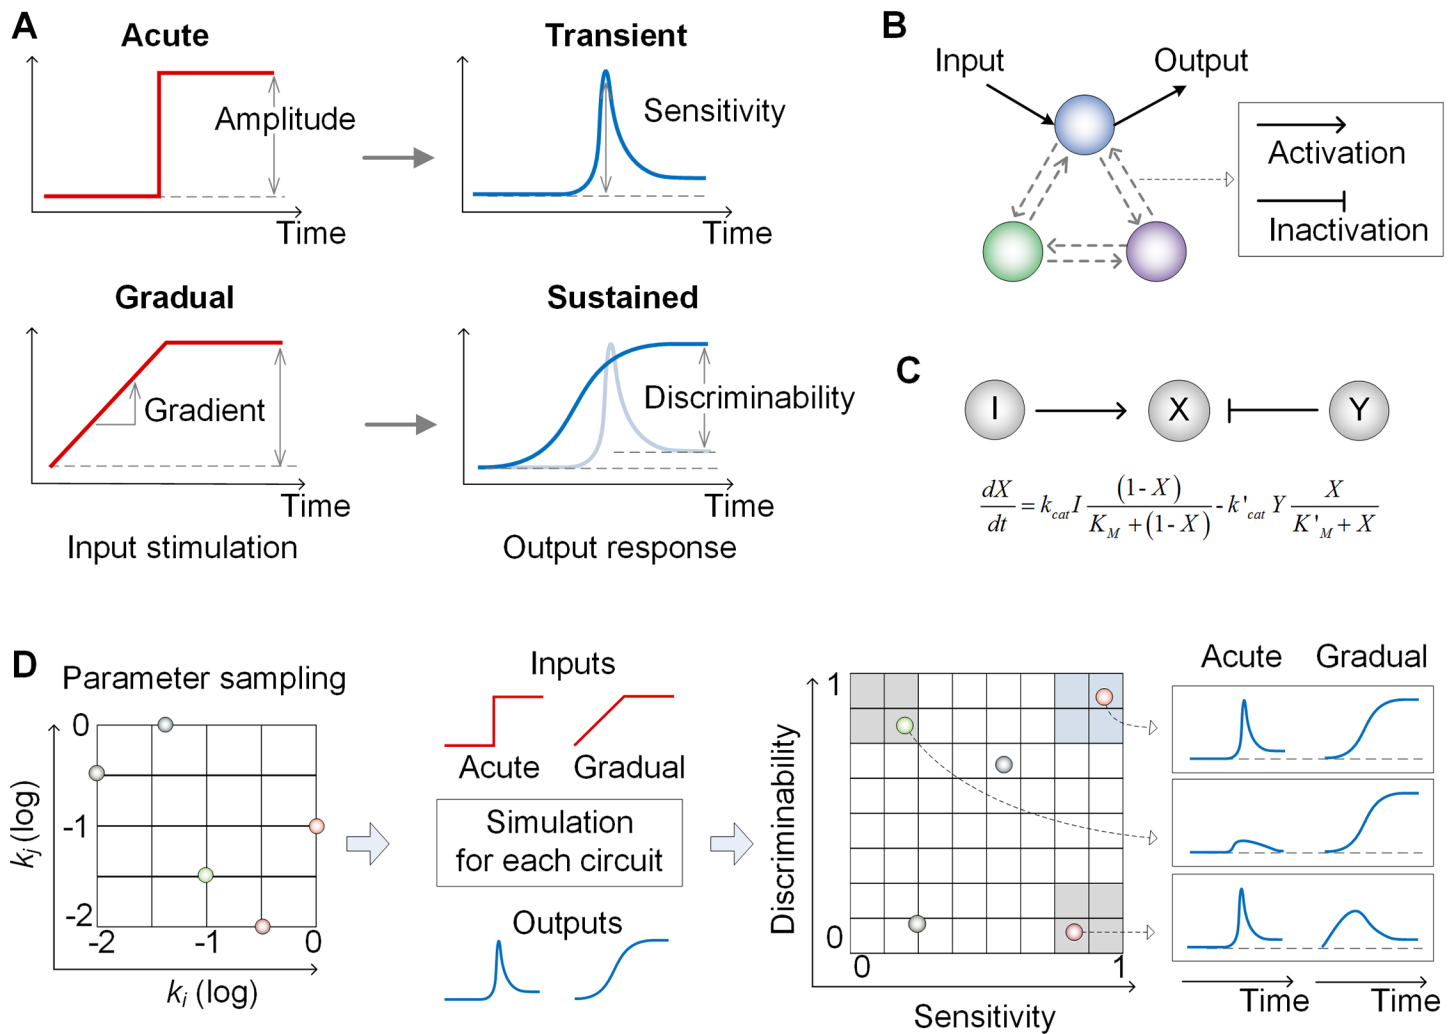 A
Acute
Amplitude
Time
Transient
Sensitivity
Time
Gradual
Gradient
Time
Input stimulation
Sustained
Discriminability
Time
Output response
B
Input
Output
Activation
Inactivation
C
I
X
Y
dX/dt = k_cat I (1-X)/(K_M + (1-X)) - k'_cat Y X/(K'_M + X)
D
Parameter sampling
k_j (log)
0
-1
-2
-2 -1 0
k_i (log)
Inputs
Acute Gradual
Simulation
for each circuit
Outputs
Discriminability
1
0
0 1
Sensitivity
Acute Gradual
Time Time